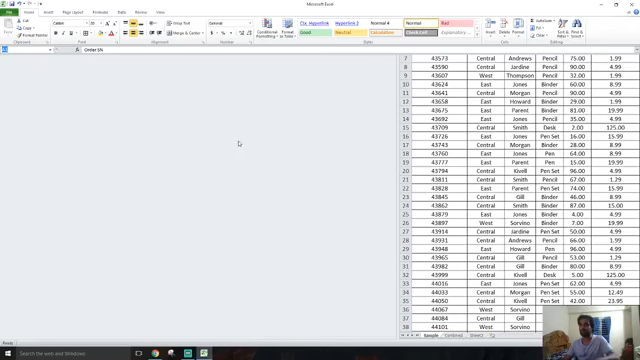 Microsoft Excel
File Home Insert Page Layout Formulas Data Review View
Cut
Copy
Format Painter
Calibri
Wrap Text
Merge & Center
General
Conditional Formatting
Format as Table
Ctx_Hyperlink Hyperlink 2 Normal 4 Normal Bad
Good Neutral Calculation Check Cell Explanatory...
Insert Delete Format
AutoSum
Fill
Clear
Sort & Filter
Find & Select
Clipboard Font Alignment Number Styles Cells Editing
Order SN
7 43573 Central Andrews Pencil 75.00 1.99
8 43590 Central Jardine Pencil 90.00 4.99
9 43607 West Thompson Pencil 32.00 1.99
10 43624 East Jones Binder 60.00 8.99
11 43641 Central Morgan Pencil 90.00 4.99
12 43658 East Howard Binder 29.00 1.99
13 43675 East Parent Binder 81.00 19.99
14 43692 East Jones Pencil 35.00 4.99
15 43709 Central Smith Desk 2.00 125.00
16 43726 East Jones Pen Set 16.00 15.99
17 43743 Central Morgan Binder 28.00 8.99
18 43760 East Jones Pen 64.00 8.99
19 43777 East Parent Pen 15.00 19.99
20 43794 Central Kivell Pen Set 96.00 4.99
21 43811 Central Smith Pencil 67.00 1.29
22 43828 East Parent Pen Set 74.00 15.99
23 43845 Central Gill Binder 46.00 8.99
24 43862 Central Smith Binder 87.00 15.00
25 43879 East Jones Binder 4.00 4.99
26 43897 West Sorvino Binder 7.00 19.99
27 43914 Central Jardine Pen Set 50.00 4.99
28 43931 Central Andrews Pencil 66.00 1.99
29 43948 East Howard Pen 96.00 4.99
30 43965 Central Gill Pencil 53.00 1.29
31 43982 Central Gill Binder 80.00 8.99
32 43999 Central Kivell Desk 5.00 125.00
33 44016 East Jones Pen Set 62.00 4.99
34 44033 Central Morgan Pen Set 55.00 12.49
35 44050 Central Kivell Pen Set 42.00 23.95
36 44067 West Sorvino
37 44084 Central Gill
38 44101 West Sorvino
Sample Combined Sheet3
Search the web and Windows